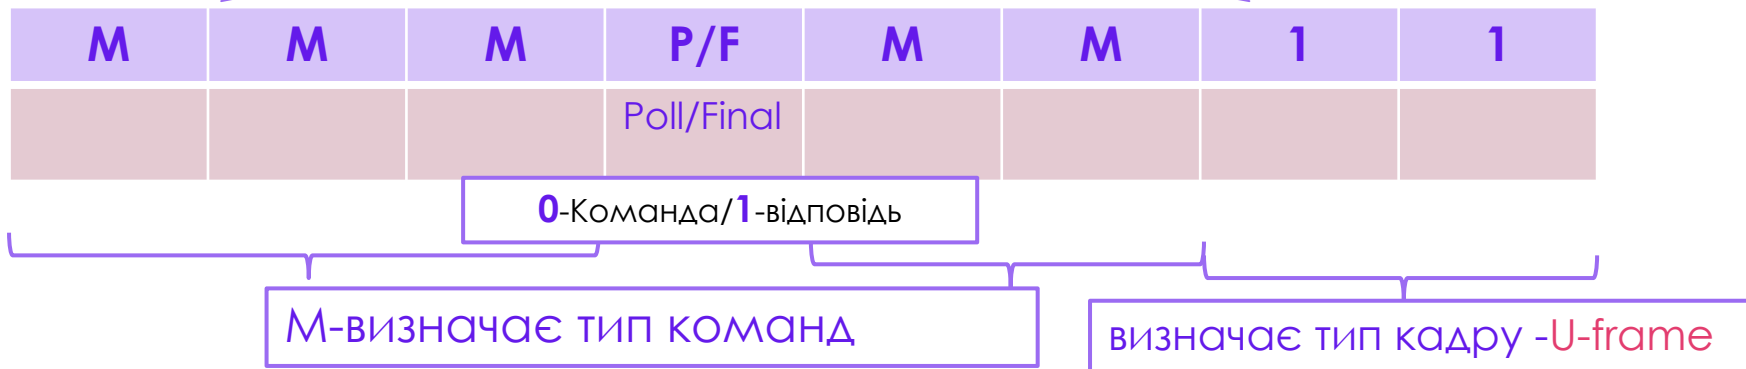 M M M P/F M M 1 1
Poll/Final
0-Команда/1-відповідь
М-визначає тип команд
визначає тип кадру -U-frame